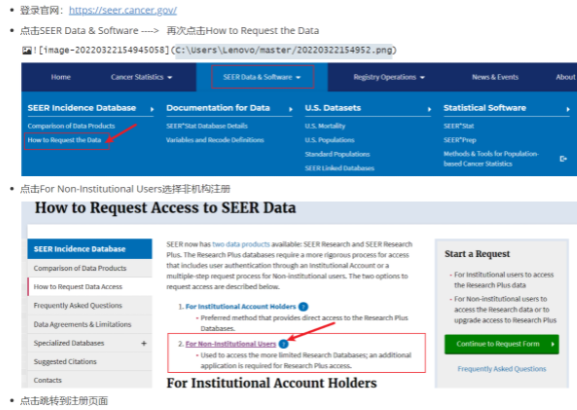 登录官网：https://seer.cancer.gov/
点击SEER Data & Software ----> 再次点击How to Request the Data
![image-20220322154945058](C:\Users\Lenovo/master/20220322154952.png)
Home Cancer Statistics SEER Data & Software Registry Operations News & Events About
SEER Incidence Database Documentation for Data U.S. Datasets Statistical Software
Comparison of Data Products SEER*Stat Database Details U.S. Mortality SEER*Stat
How to Request the Data Variables and Recode Definitions U.S. Populations SEER*Prep
Standard Populations Methods & Tools for Population-
SEER Linked Databases based Cancer Statistics
点击For Non-Institutional Users选择非机构注册
How to Request Access to SEER Data
SEER Incidence Database
Comparison of Data Products
How to Request Data Access
Frequently Asked Questions
Data Agreements & Limitations
Specialized Databases +
Suggested Citations
Contacts
SEER now has two data products available: SEER Research and SEER Research
Plus. The Research Plus databases require a more rigorous process for access
that includes user authentication through an Institutional Account or a
multiple-step request process for Non-Institutional users. The two options to
request access are described below.
1. For Institutional Account Holders
- Preferred method that provides direct access to the Research Plus
Databases.
2. For Non-Institutional Users
- Used to access the more limited Research Databases; an additional
application is required for Research Plus access.
For Institutional Account Holders
Start a Request
- For Institutional users to access
the Research Plus data
- For Non-institutional users to
access the Research data or to
upgrade access to Research Plus
Continue to Request Form
Frequently Asked Questions
点击跳转到注册页面